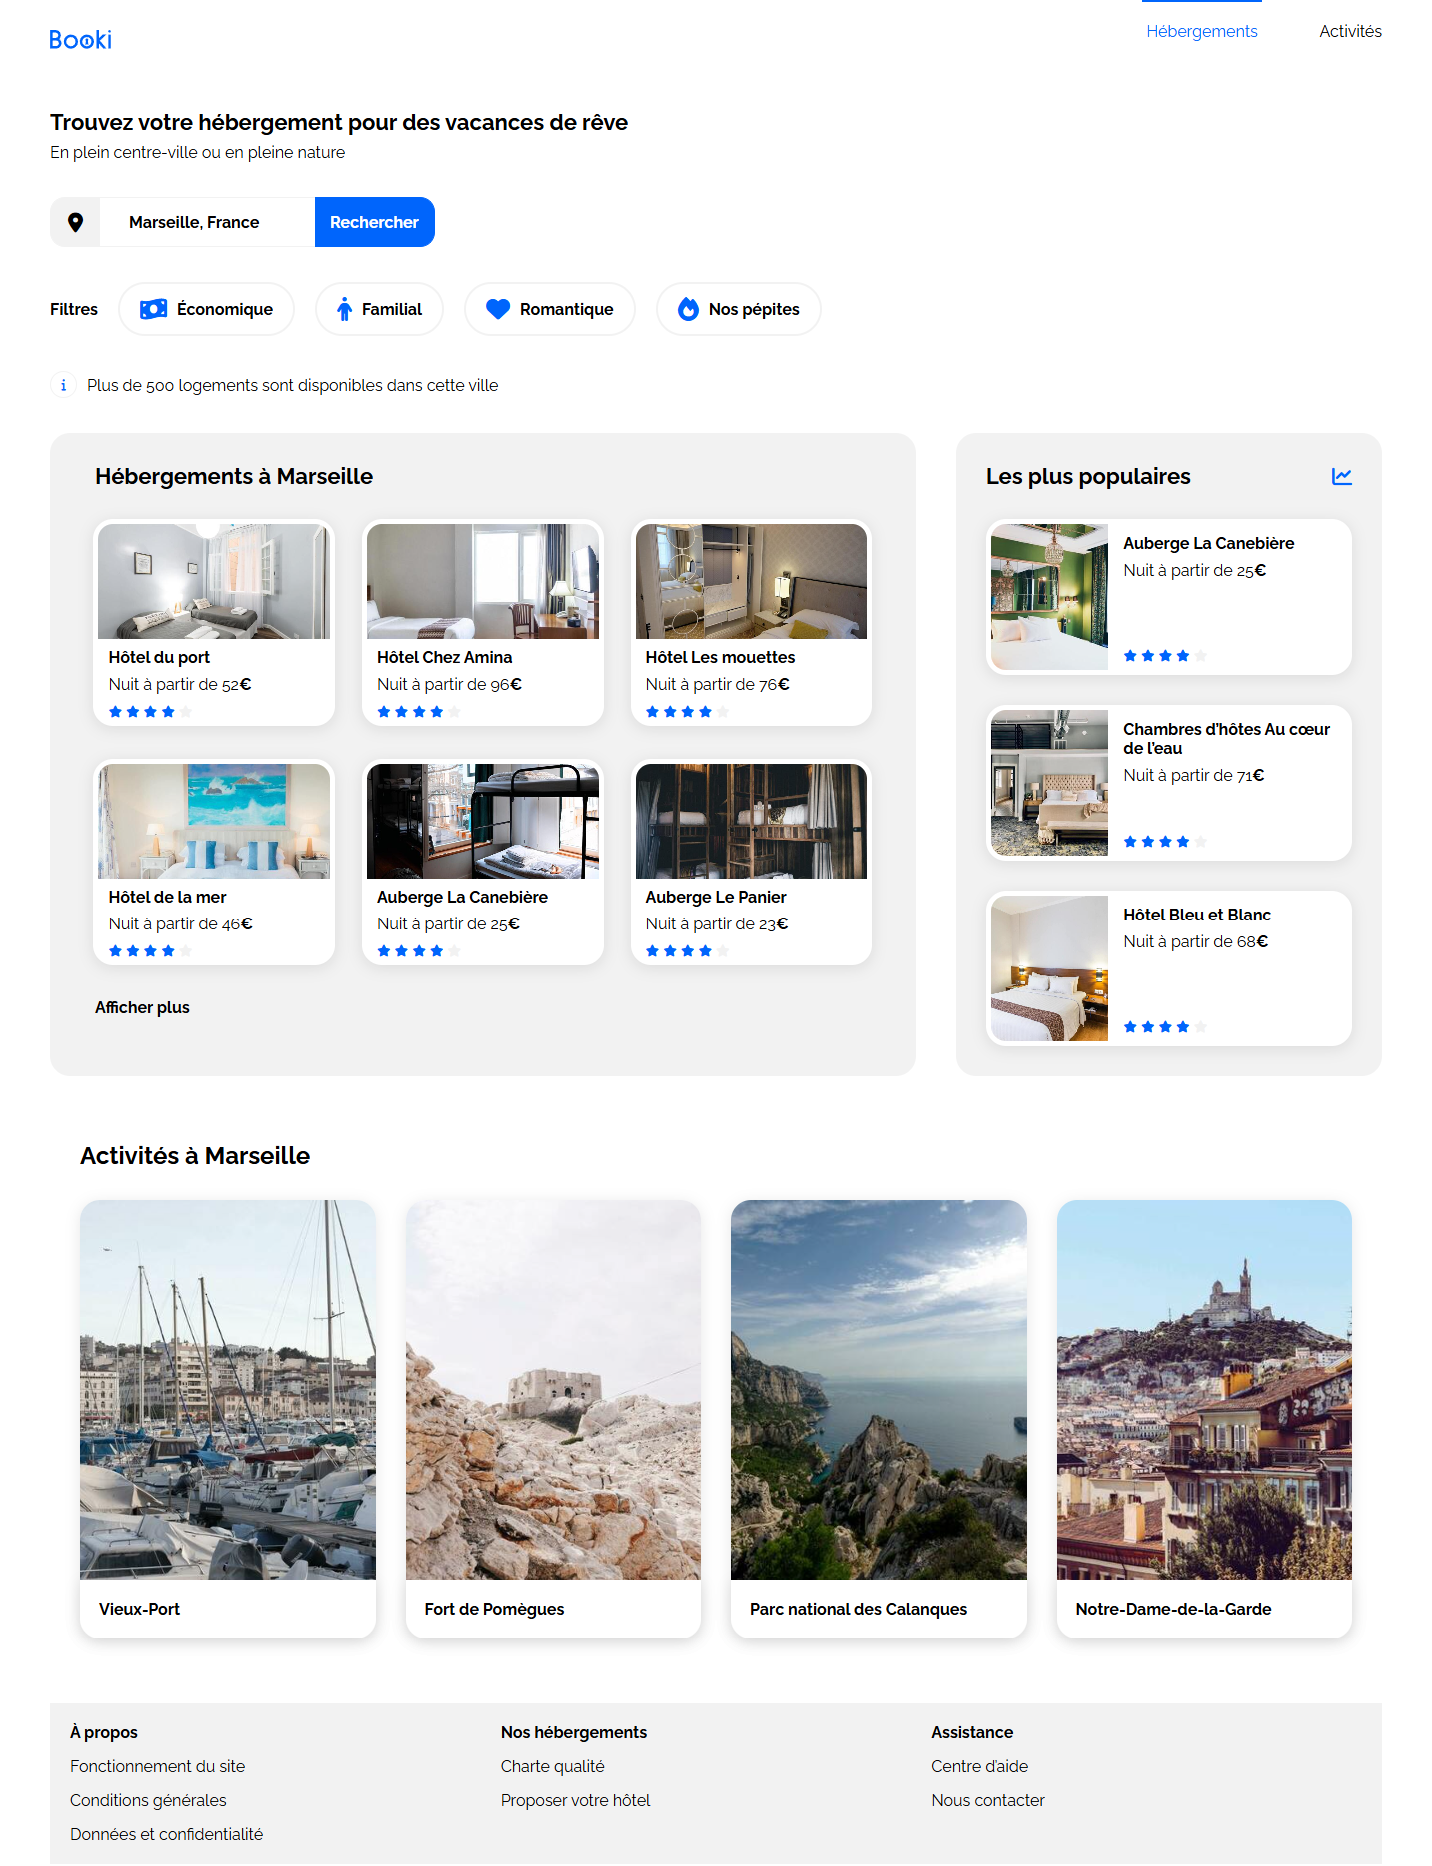 Booki
Hébergements
Activités
Trouvez votre hébergement pour des vacances de rêve
En plein centre-ville ou en pleine nature
Marseille, France
Rechercher
Filtres
Économique
Familial
Romantique
Nos pépites
Plus de 500 logements sont disponibles dans cette ville
Hébergements à Marseille
Hôtel du port
Nuit à partir de 52€
Hôtel Chez Amina
Nuit à partir de 96€
Hôtel Les mouettes
Nuit à partir de 76€
Hôtel de la mer
Nuit à partir de 46€
Auberge La Canebière
Nuit à partir de 25€
Auberge Le Panier
Nuit à partir de 23€
Afficher plus
Les plus populaires
Auberge La Canebière
Nuit à partir de 25€
Chambres d'hôtes Au cœur
de l'eau
Nuit à partir de 71€
Hôtel Bleu et Blanc
Nuit à partir de 68€
Activités à Marseille
Vieux-Port
Fort de Pomègues
Parc national des Calanques
Notre-Dame-de-la-Garde
À propos
Fonctionnement du site
Conditions générales
Données et confidentialité
Nos hébergements
Charte qualité
Proposer votre hôtel
Assistance
Centre d'aide
Nous contacter